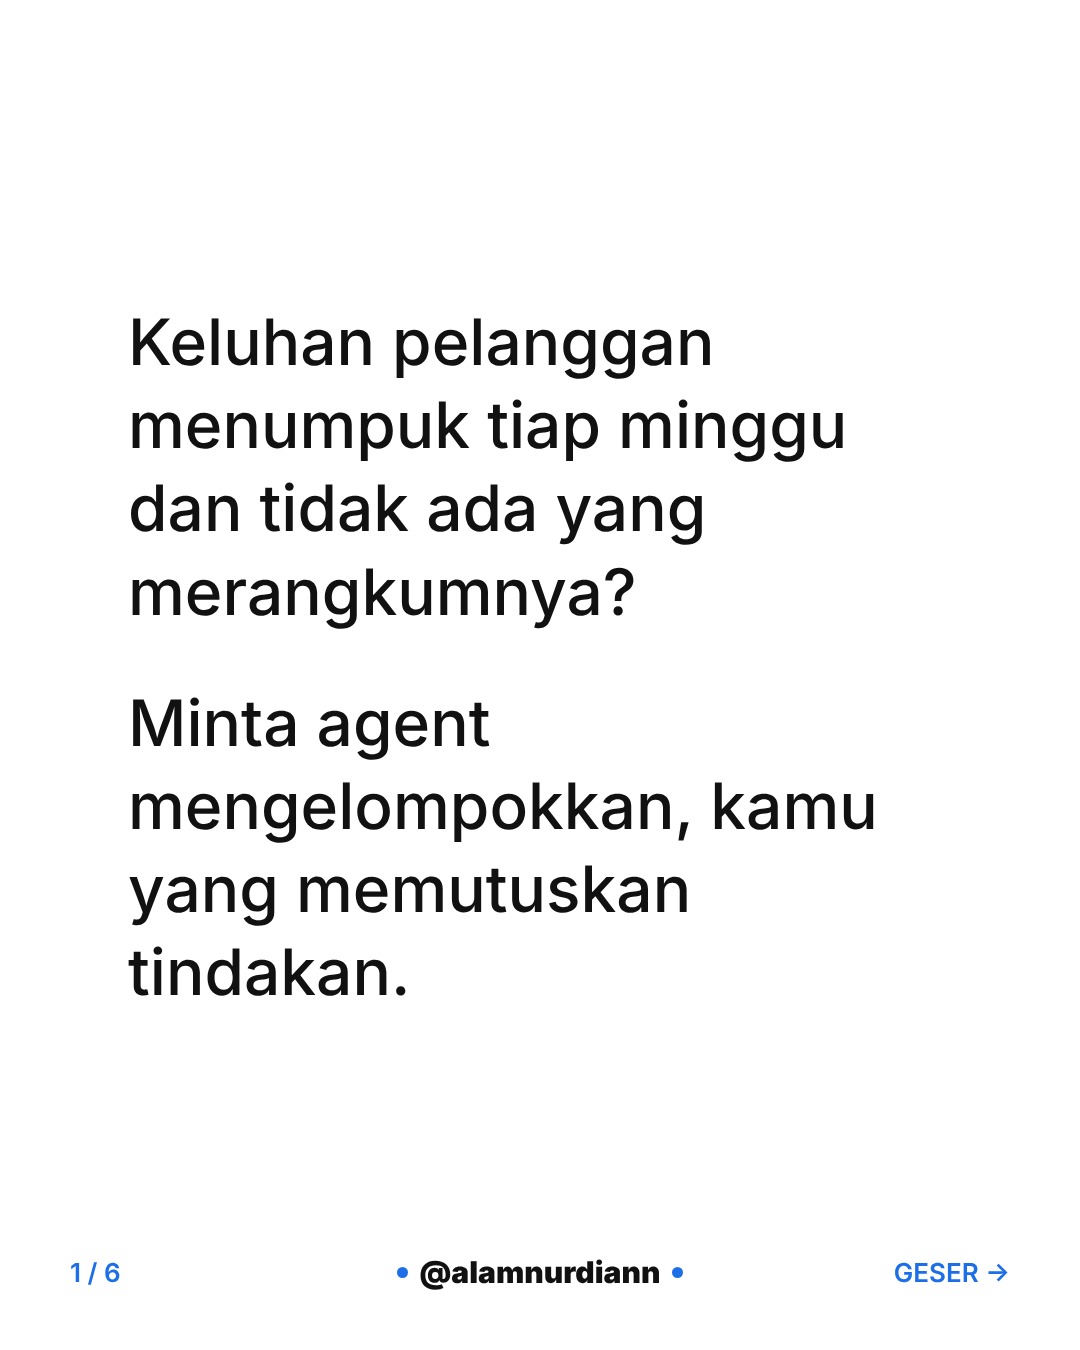 Keluhan pelanggan
menumpuk tiap minggu
dan tidak ada yang
merangkumnya?
Minta agent
mengelompokkan, kamu
yang memutuskan
tindakan.
1 / 6
• @alamnurdiann •
GESER →